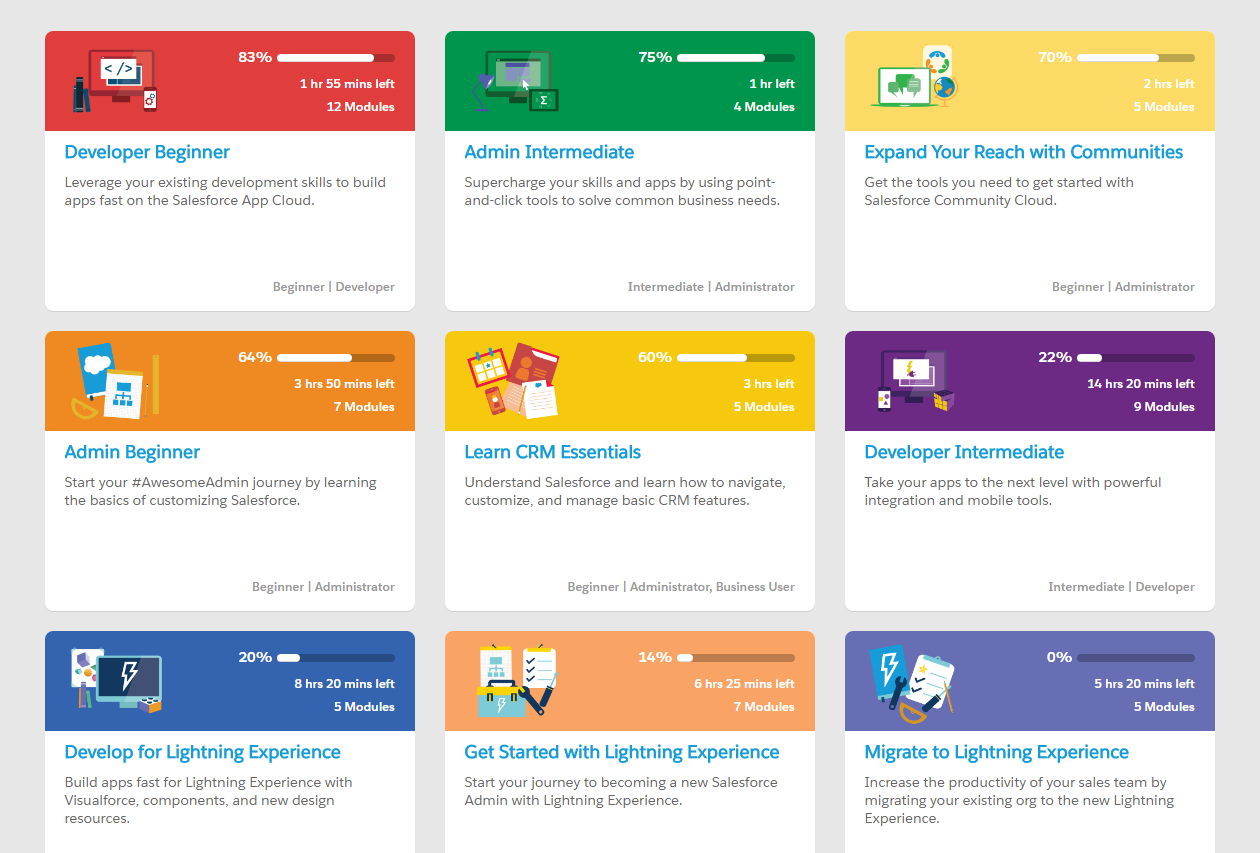 </>
83%
1 hr 55 mins left
12 Modules
Developer Beginner
Leverage your existing development skills to build
apps fast on the Salesforce App Cloud.
Beginner | Developer
Σ
75%
1 hr left
4 Modules
Admin Intermediate
Supercharge your skills and apps by using point-
and-click tools to solve common business needs.
Intermediate | Administrator
70%
2 hrs left
5 Modules
Expand Your Reach with Communities
Get the tools you need to get started with
Salesforce Community Cloud.
Beginner | Administrator
64%
3 hrs 50 mins left
7 Modules
Admin Beginner
Start your #AwesomeAdmin journey by learning
the basics of customizing Salesforce.
Beginner | Administrator
60%
3 hrs left
5 Modules
Learn CRM Essentials
Understand Salesforce and learn how to navigate,
customize, and manage basic CRM features.
Beginner | Administrator, Business User
22%
14 hrs 20 mins left
9 Modules
Developer Intermediate
Take your apps to the next level with powerful
integration and mobile tools.
Intermediate | Developer
20%
8 hrs 20 mins left
5 Modules
Develop for Lightning Experience
Build apps fast for Lightning Experience with
Visualforce, components, and new design
resources.
14%
6 hrs 25 mins left
7 Modules
Get Started with Lightning Experience
Start your journey to becoming a new Salesforce
Admin with Lightning Experience.
0%
5 hrs 20 mins left
5 Modules
Migrate to Lightning Experience
Increase the productivity of your sales team by
migrating your existing org to the new Lightning
Experience.